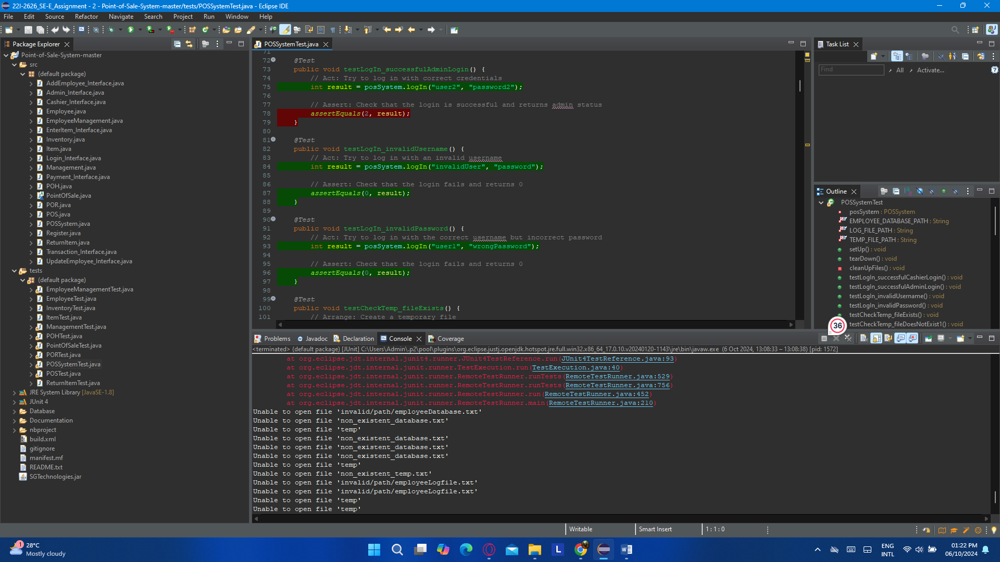 22I-2626_SE-E_Assignment - 2 - Point-of-Sale-System-master/tests/POSSystemTest.java - Eclipse IDE
File Edit Source Refactor Navigate Search Project Run Window Help
Package Explorer
Point-of-Sale-System-master
src
(default package)
AddEmployee_Interface.java
Admin_Interface.java
Cashier_Interface.java
Employee.java
EmployeeManagement.java
EnterItem_Interface.java
Inventory.java
Item.java
Login_Interface.java
Management.java
Payment_Interface.java
POH.java
PointOfSale.java
POR.java
POS.java
POSSystem.java
Register.java
ReturnItem.java
Transaction_Interface.java
UpdateEmployee_Interface.java
tests
(default package)
EmployeeManagementTest.java
EmployeeTest.java
InventoryTest.java
ItemTest.java
ManagementTest.java
POHTest.java
PointOfSaleTest.java
PORTest.java
POSSystemTest.java
POSTest.java
ReturnItemTest.java
JRE System Library [JavaSE-1.8]
JUnit 4
Database
Documentation
nbproject
build.xml
gitignore
manifest.mf
README.txt
SGTechnologies.jar
POSSystemTest.java
71
72 @Test
73 public void testLogIn_successfulAdminLogin() {
74 // Act: Try to log in with correct credentials
75 int result = posSystem.logIn("user2", "password2");
76
77 // Assert: Check that the login is successful and returns admin status
78 assertEquals(2, result);
79 }
80
81 @Test
82 public void testLogIn_invalidUsername() {
83 // Act: Try to log in with an invalid username
84 int result = posSystem.logIn("invalidUser", "password");
85
86 // Assert: Check that the login fails and returns 0
87 assertEquals(0, result);
88 }
89
90 @Test
91 public void testLogIn_invalidPassword() {
92 // Act: Try to log in with the correct username but incorrect password
93 int result = posSystem.logIn("user1", "wrongPassword");
94
95 // Assert: Check that the login fails and returns 0
96 assertEquals(0, result);
97 }
98
99 @Test
100 public void testCheckTemp_fileExists() {
101 // Arrange: Create a temporary file
Task List
Find All Activate...
Outline
POSSystemTest
posSystem : POSSystem
EMPLOYEE_DATABASE_PATH : String
LOG_FILE_PATH : String
TEMP_FILE_PATH : String
setUp() : void
tearDown() : void
cleanUpFiles() : void
testLogIn_successfulCashierLogin() : void
testLogIn_successfulAdminLogin() : void
testLogIn_invalidUsername() : void
testLogIn_invalidPassword() : void
testCheckTemp_fileExists() : void
testCheckTemp_fileDoesNotExist1() : void
36
Problems Javadoc Declaration Console Coverage
<terminated> (default package) [JUnit] C:\Users\Admin\.p2\pool\plugins\org.eclipse.justj.openjdk.hotspot.jre.full.win32.x86_64_17.0.10.v20240120-1143\jre\bin\javaw.exe (6 Oct 2024, 13:08:33 – 13:08:38) [pid: 1572]
at org.eclipse.jdt.internal.junit4.runner.JUnit4TestReference.run(JUnit4TestReference.java:93)
at org.eclipse.jdt.internal.junit.runner.TestExecution.run(TestExecution.java:40)
at org.eclipse.jdt.internal.junit.runner.RemoteTestRunner.runTests(RemoteTestRunner.java:529)
at org.eclipse.jdt.internal.junit.runner.RemoteTestRunner.runTests(RemoteTestRunner.java:756)
at org.eclipse.jdt.internal.junit.runner.RemoteTestRunner.run(RemoteTestRunner.java:452)
at org.eclipse.jdt.internal.junit.runner.RemoteTestRunner.main(RemoteTestRunner.java:210)
Unable to open file 'invalid/path/employeeDatabase.txt'
Unable to open file 'non_existent_database.txt'
Unable to open file 'temp'
Unable to open file 'non_existent_database.txt'
Unable to open file 'non_existent_database.txt'
Unable to open file 'non_existent_database.txt'
Unable to open file 'temp'
Unable to open file 'non_existent_temp.txt'
Unable to open file 'invalid/path/employeeLogfile.txt'
Unable to open file 'invalid/path/employeeLogfile.txt'
Unable to open file 'temp'
Unable to open file 'temp'
Writable Smart Insert 1 : 1 : 0
1
28°C
Mostly cloudy
L
ENG
INTL
01:22 PM
06/10/2024